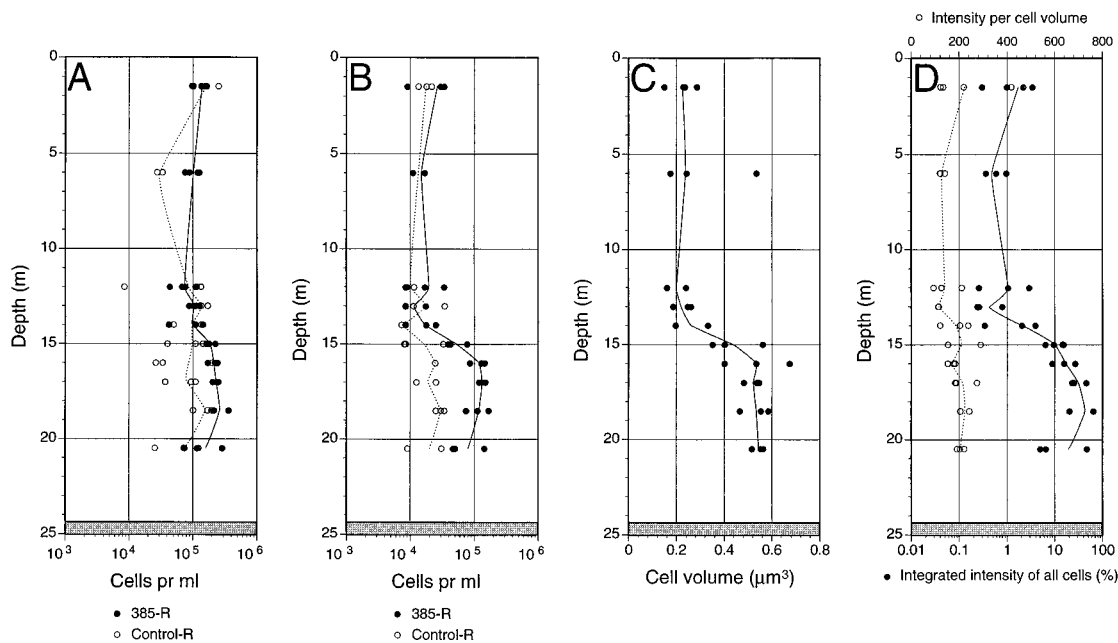 ○ Intensity per cell volume
0 200 400 600 800
A
B
C
D
0
5
10
15
20
25
Depth (m)
10³ 10⁴ 10⁵ 10⁶
Cells pr ml
● 385-R
○ Control-R
0
5
10
15
20
25
Depth (m)
10³ 10⁴ 10⁵ 10⁶
Cells pr ml
● 385-R
○ Control-R
0
5
10
15
20
25
Depth (m)
0 0.2 0.4 0.6 0.8
Cell volume (µm³)
0
5
10
15
20
25
Depth (m)
0.01 0.1 1 10 100
● Integrated intensity of all cells (%)